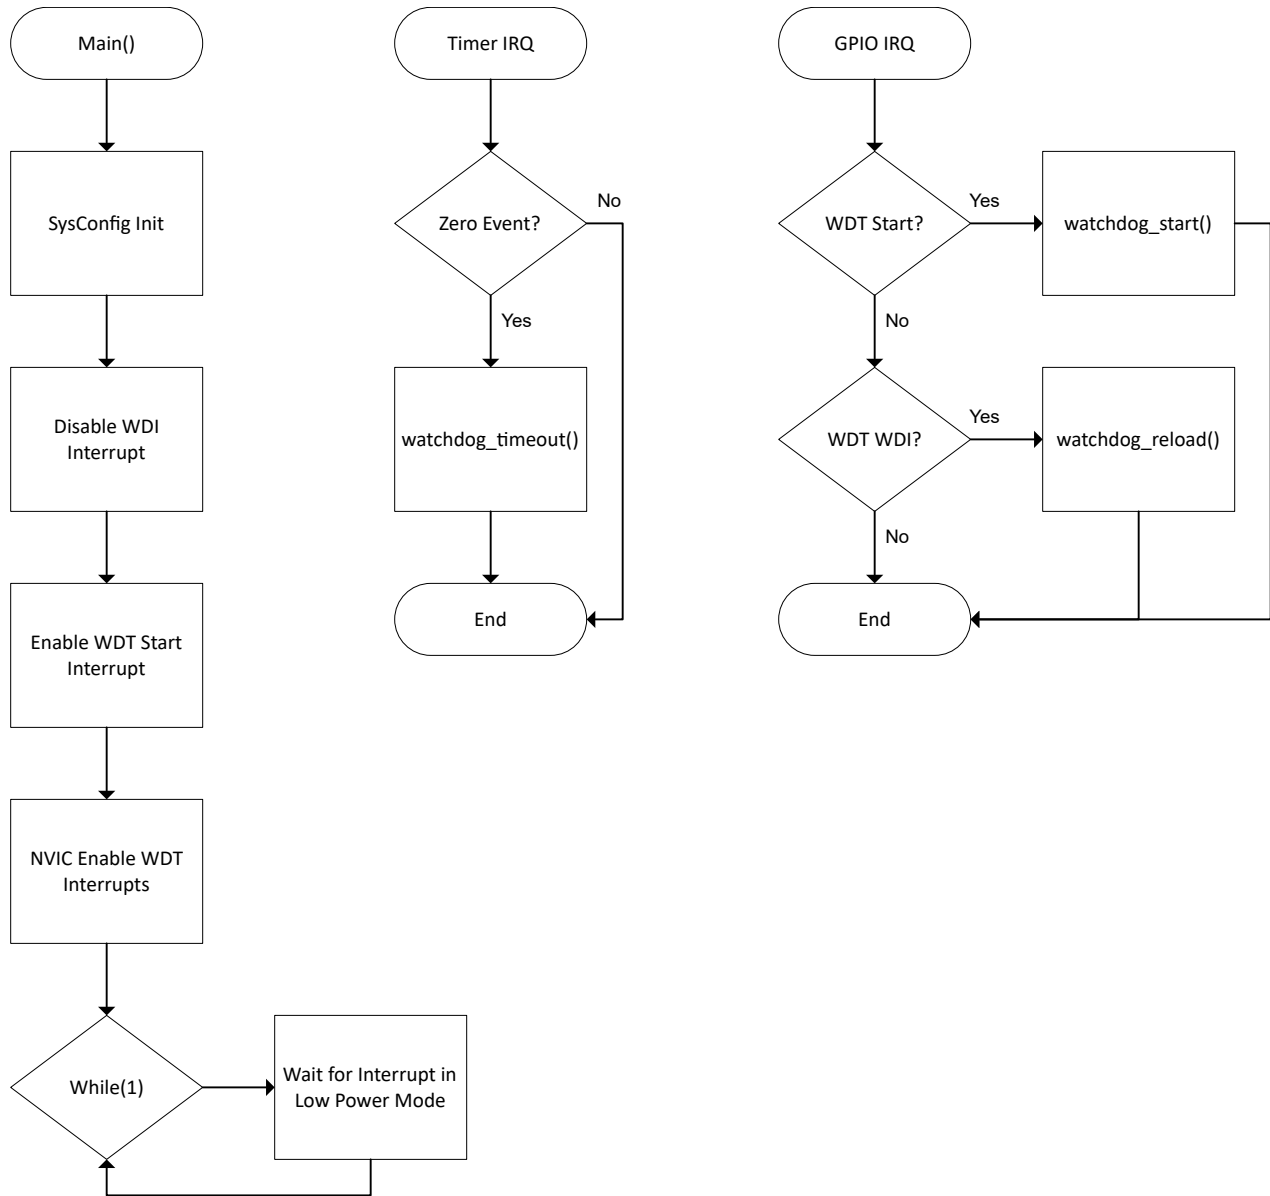 Main()
SysConfig Init
Disable WDI
Interrupt
Enable WDT Start
Interrupt
NVIC Enable WDT
Interrupts
While(1)
Wait for Interrupt in
Low Power Mode
Timer IRQ
Zero Event?
No
Yes
watchdog_timeout()
End
GPIO IRQ
WDT Start?
Yes
watchdog_start()
No
WDT WDI?
Yes
watchdog_reload()
No
End